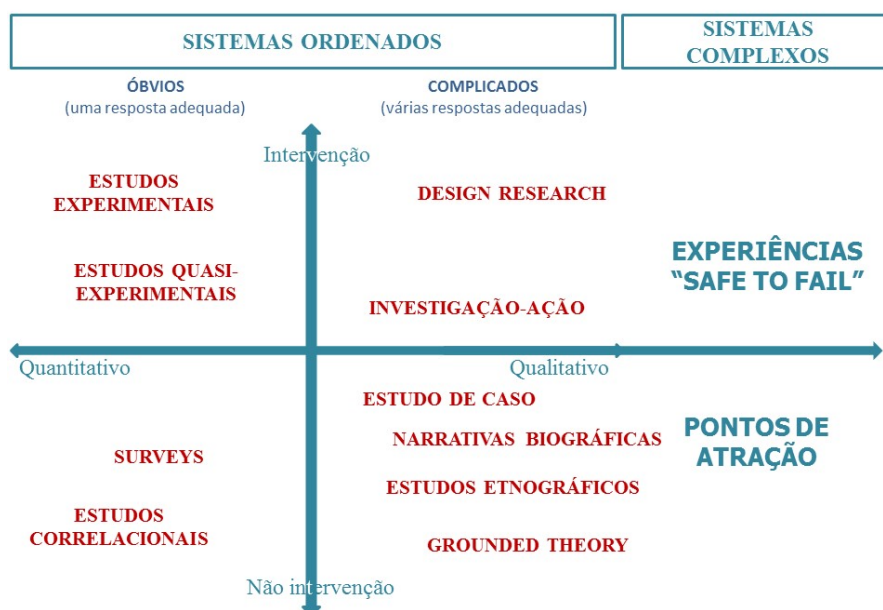 SISTEMAS ORDENADOS
SISTEMAS
COMPLEXOS
ÓBVIOS
(uma resposta adequada)
COMPLICADOS
(várias respostas adequadas)
Intervenção
ESTUDOS
EXPERIMENTAIS
DESIGN RESEARCH
ESTUDOS QUASI-
EXPERIMENTAIS
EXPERIÊNCIAS
“SAFE TO FAIL”
INVESTIGAÇÃO-AÇÃO
Quantitativo
Qualitativo
ESTUDO DE CASO
NARRATIVAS BIOGRÁFICAS
PONTOS DE
ATRAÇÃO
SURVEYS
ESTUDOS ETNOGRÁFICOS
ESTUDOS
CORRELACIONAIS
GROUNDED THEORY
Não intervenção